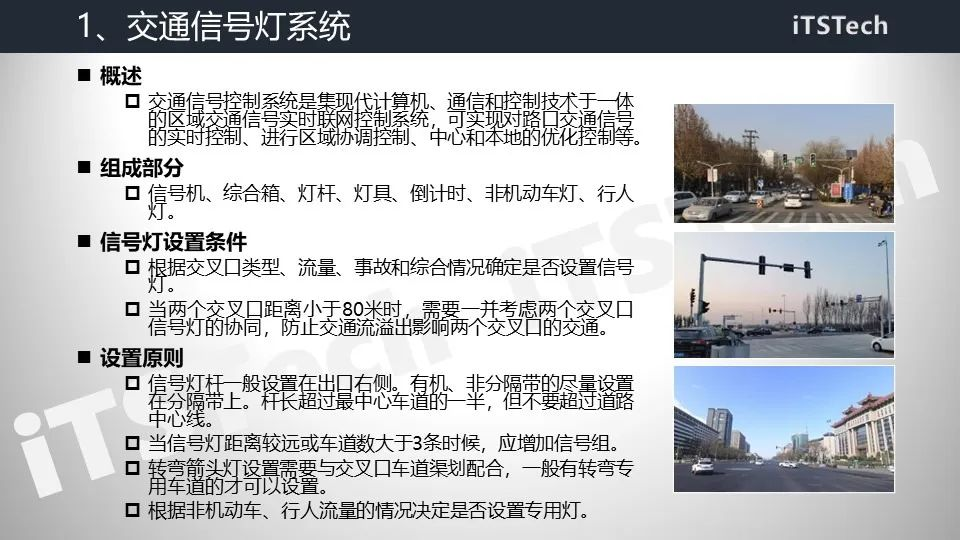 1、交通信号灯系统
iTSTech
概述
交通信号控制系统是集现代计算机、通信和控制技术于一体
的区域交通信号实时联网控制系统，可实现对路口交通信号
的实时控制、进行区域协调控制、中心和本地的优化控制等。
组成部分
信号机、综合箱、灯杆、灯具、倒计时、非机动车灯、行人
灯。
信号灯设置条件
根据交叉口类型、流量、事故和综合情况确定是否设置信号
灯。
当两个交叉口距离小于80米时，需要一并考虑两个交叉口
信号灯的协同，防止交通流溢出影响两个交叉口的交通。
设置原则
信号灯杆一般设置在出口右侧。有机、非分隔带的尽量设置
在分隔带上。杆长超过最中心车道的一半，但不要超过道路
中心线。
当信号灯距离较远或车道数大于3条时候，应增加信号组。
转弯箭头灯设置需要与交叉口车道渠划配合，一般有转弯专
用车道的才可以设置。
根据非机动车、行人流量的情况决定是否设置专用灯。
iTSTech iTSTech